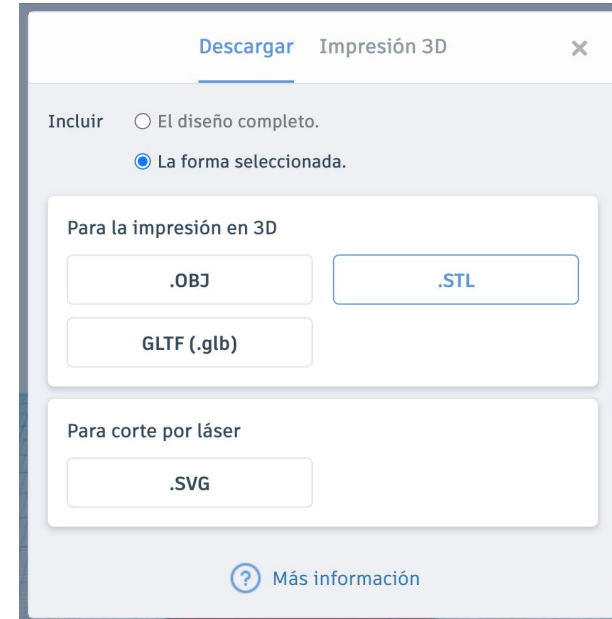 Descargar Impresión 3D
Incluir El diseño completo.
La forma seleccionada.
Para la impresión en 3D
.OBJ .STL
GLTF (.glb)
Para corte por láser
.SVG
? Más información